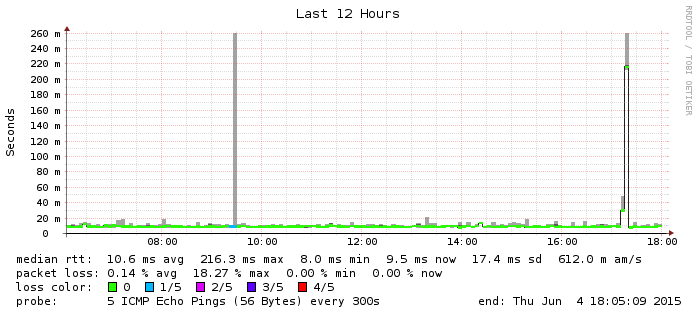 Last 12 Hours
RRDTOOL / TOBI OETIKER
Seconds
260 m
240 m
220 m
200 m
180 m
160 m
140 m
120 m
100 m
80 m
60 m
40 m
20 m
0
08:00 10:00 12:00 14:00 16:00 18:00
median rtt: 10.6 ms avg 216.3 ms max 8.0 ms min 9.5 ms now 17.4 ms sd 612.0 m am/s
packet loss: 0.14 % avg 18.27 % max 0.00 % min 0.00 % now
loss color: 0 1/5 2/5 3/5 4/5
probe: 5 ICMP Echo Pings (56 Bytes) every 300s end: Thu Jun 4 18:05:09 2015